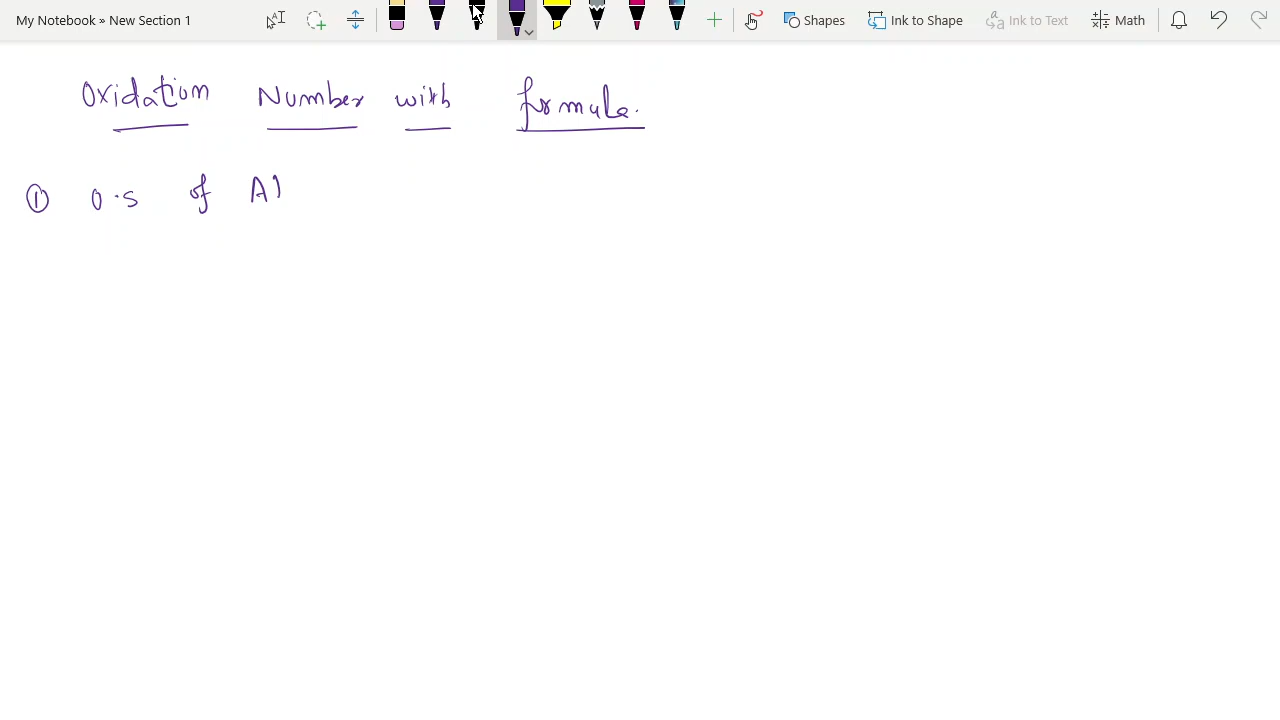 My Notebook » New Section 1
Shapes
Ink to Shape
Ink to Text
Math
Oxidation Number with formula.
① O.S of Al